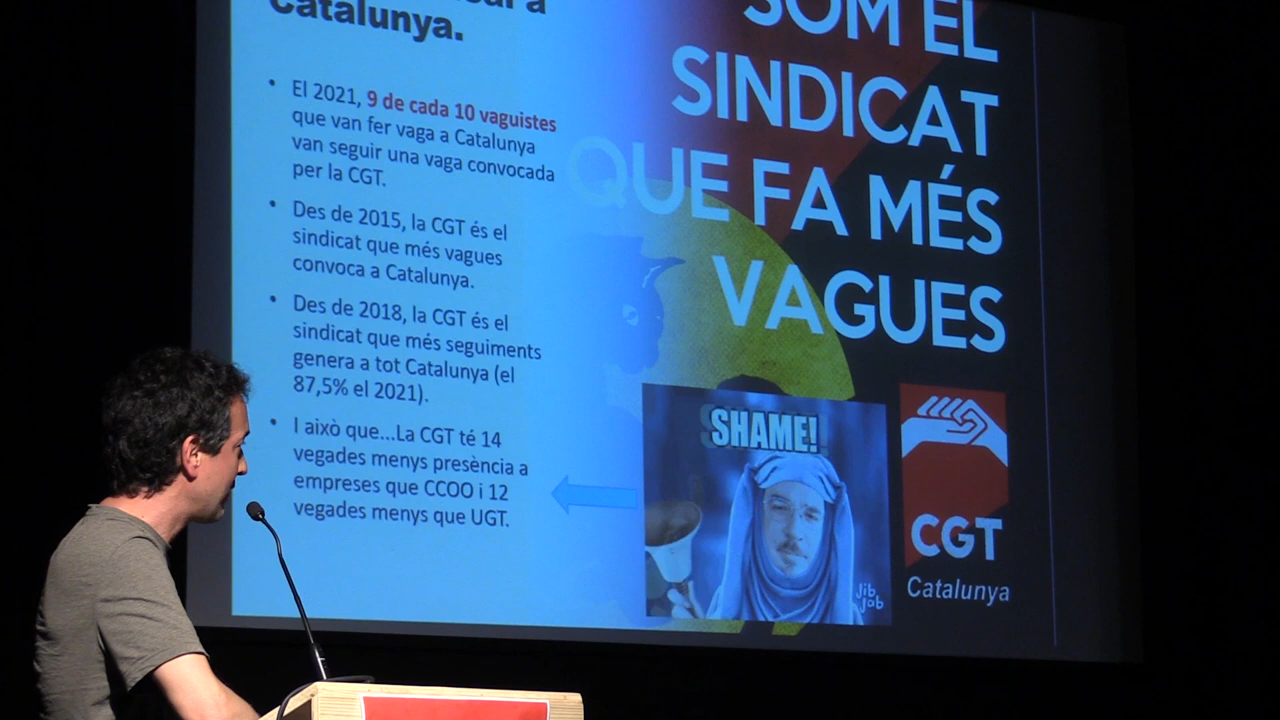 Catalunya.
• El 2021, 9 de cada 10 vaguistes
que van fer vaga a Catalunya
van seguir una vaga convocada
per la CGT.
• Des de 2015, la CGT és el
sindicat que més vagues
convoca a Catalunya.
• Des de 2018, la CGT és el
sindicat que més seguiments
genera a tot Catalunya (el
87,5% el 2021).
• I això que...La CGT té 14
vegades menys presència a
empreses que CCOO i 12
vegades menys que UGT.
SOM EL
SINDICAT
QUE FA MÉS
VAGUES
SHAME!
Jib
Jab
CGT
Catalunya